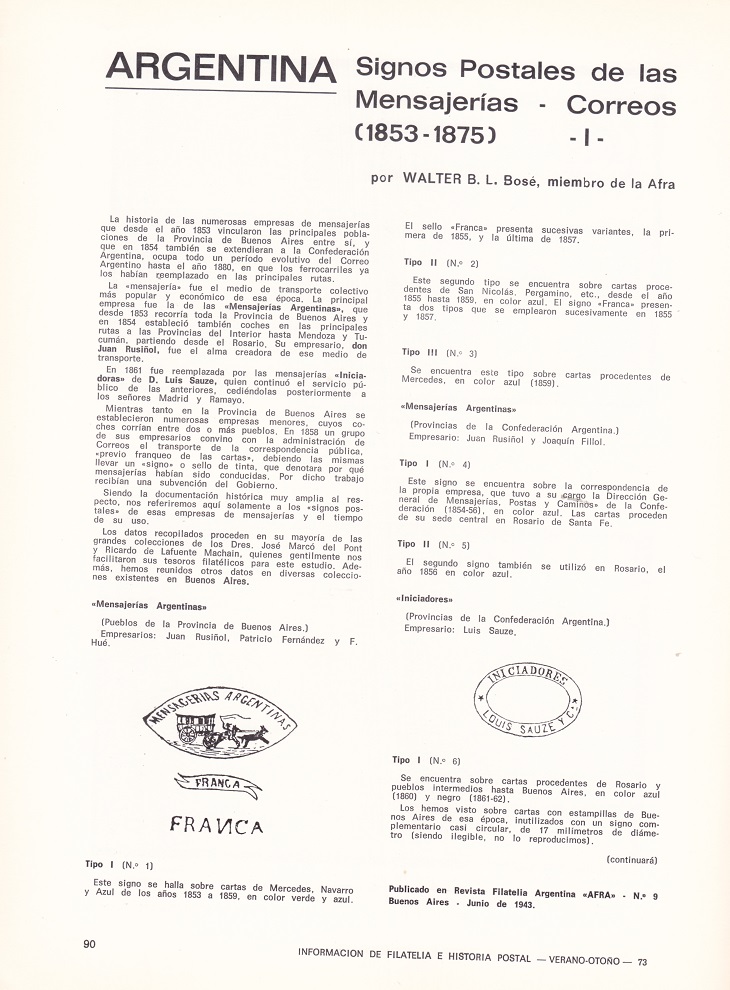 ARGENTINA
Signos Postales de las
Mensajerías - Correos
(1853-1875) - I -
por WALTER B. L. Bosé, miembro de la Afra
La historia de las numerosas empresas de mensajerías
que desde el año 1853 vincularon las principales pobla-
ciones de la Provincia de Buenos Aires entre sí, y
que en 1854 también se extendieran a la Confederación
Argentina, ocupa todo un período evolutivo del Correo
Argentino hasta el año 1880, en que los ferrocarriles ya
los habían reemplazado en las principales rutas.
La «mensajería» fue el medio de transporte colectivo
más popular y económico de esa época. La principal
empresa fue la de las «Mensajerías Argentinas», que
desde 1853 recorría toda la Provincia de Buenos Aires y
en 1854 estableció también coches en las principales
rutas a las Provincias del Interior hasta Mendoza y Tu-
cumán, partiendo desde el Rosario. Su empresario, don
Juan Rusiñol, fue el alma creadora de ese medio de
transporte.
En 1861 fue reemplazada por las mensajerías «Inicia-
doras» de D. Luis Sauze, quien continuó el servicio pú-
blico de las anteriores, cediéndolas posteriormente a
los señores Madrid y Ramayo.
Mientras tanto en la Provincia de Buenos Aires se
establecieron numerosas empresas menores, cuyos co-
ches corrían entre dos o más pueblos. En 1858 un grupo
de sus empresarios convino con la administración de
Correos el transporte de la correspondencia pública,
«previo franqueo de las cartas», debiendo las mismas
llevar un «signo» o sello de tinta, que denotara por qué
mensajerías habían sido conducidas. Por dicho trabajo
recibían una subvención del Gobierno.
Siendo la documentación histórica muy amplia al res-
pecto, nos referiremos aquí solamente a los «signos pos-
tales» de esas empresas de mensajerías y el tiempo
de su uso.
Los datos recopilados proceden en su mayoría de las
grandes colecciones de los Dres. José Marcó del Pont
y Ricardo de Lafuente Machain, quienes gentilmente nos
facilitaron sus tesoros filatélicos para este estudio. Ade-
más, hemos reunidos otros datos en diversas coleccio-
nes existentes en Buenos Aires.
«Mensajerías Argentinas»
(Pueblos de la Provincia de Buenos Aires.)
Empresarios: Juan Rusiñol, Patricio Fernández y F.
Hué.
MENSAGERIAS ARGENTINAS
FRANCA
FRANCA
Tipo I (N.º 1)
Este signo se halla sobre cartas de Mercedes, Navarro
y Azul de los años 1853 a 1859, en color verde y azul.
El sello «Franca» presenta sucesivas variantes, la pri-
mera de 1855, y la última de 1857.
Tipo II (N.º 2)
Este segundo tipo se encuentra sobre cartas proce-
dentes de San Nicolás, Pergamino, etc., desde el año
1855 hasta 1859, en color azul. El signo «Franca» presen-
ta dos tipos que se emplearon sucesivamente en 1855
y 1857.
Tipo III (N.º 3)
Se encuentra este tipo sobre cartas procedentes de
Mercedes, en color azul (1859).
«Mensajerías Argentinas»
(Provincias de la Confederación Argentina.)
Empresario: Juan Rusiñol y Joaquín Fillol.
Tipo I (N.º 4)
Este signo se encuentra sobre la correspondencia de
la propia empresa, que tuvo a su cargo la Dirección Ge-
neral de Mensajerías, Postas y Caminos» de la Confe-
deración (1854-56), en color azul. Las cartas proceden
de su sede central en Rosario de Santa Fe.
Tipo II (N.º 5)
El segundo signo también se utilizó en Rosario, el
año 1856 en color azul.
«Iniciadores»
(Provincias de la Confederación Argentina.)
Empresario: Luis Sauze.
INICIADORES
LOUIS SAUZE Y Cª
Tipo I (N.º 6)
Se encuentra sobre cartas procedentes de Rosario y
pueblos intermedios hasta Buenos Aires, en color azul
(1860) y negro (1861-62).
Los hemos visto sobre cartas con estampillas de Bue-
nos Aires de esa época, inutilizados con un signo com-
plementario casi circular, de 17 milímetros de diáme-
tro (siendo ilegible, no lo reproducimos).
(continuará)
Publicado en Revista Filatelia Argentina «AFRA» - N.º 9
Buenos Aires - Junio de 1943.
90
INFORMACION DE FILATELIA E HISTORIA POSTAL — VERANO-OTOÑO — 73